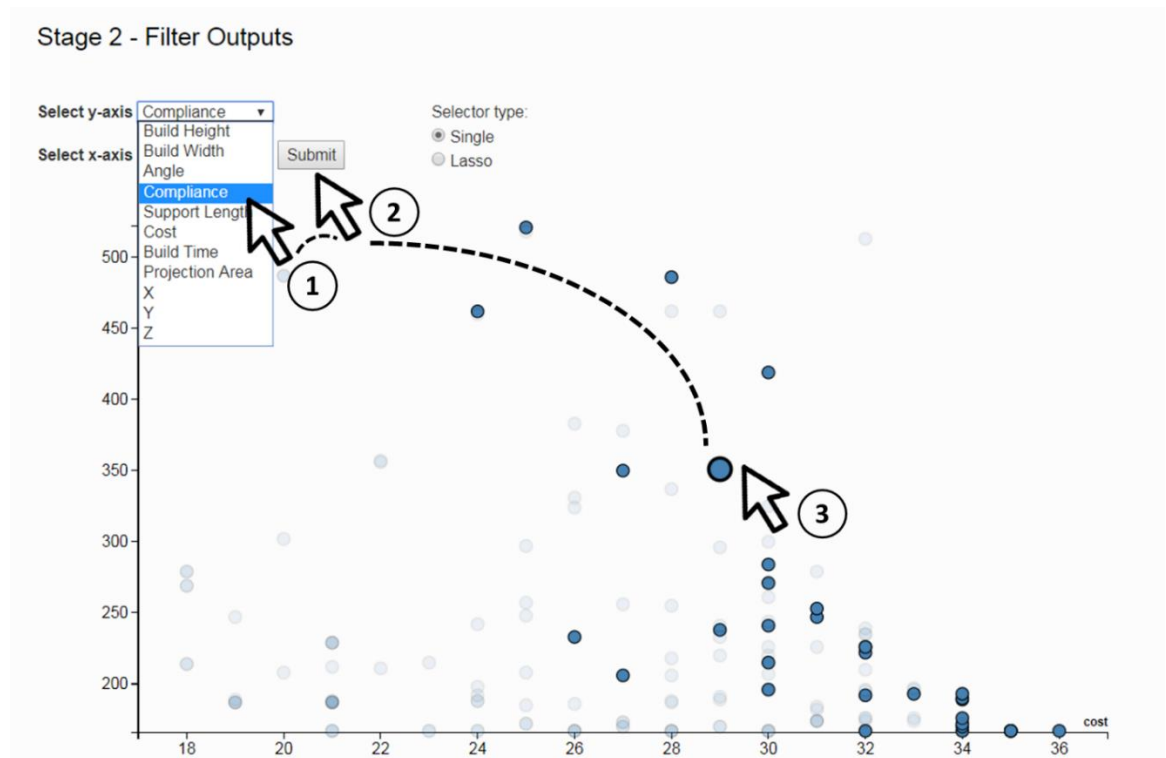 Stage 2 - Filter Outputs
Select y-axis Compliance
Selector type:
Build Height
Single
Select x-axis Build Width Submit
Lasso
Angle
Compliance
Support Length
Cost
Build Time
Projection Area
X
Y
Z
1
2
3
500
450
400
350
300
250
200
cost
18 20 22 24 26 28 30 32 34 36